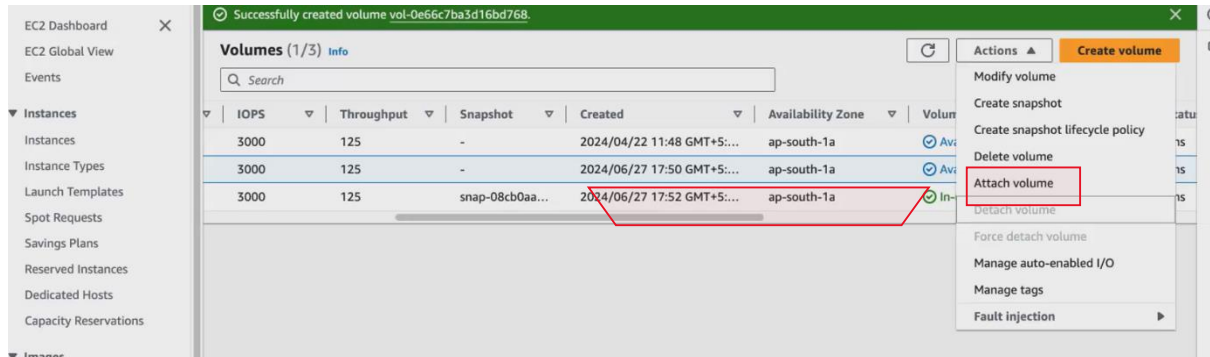 EC2 Dashboard
EC2 Global View
Events
Instances
Instances
Instance Types
Launch Templates
Spot Requests
Savings Plans
Reserved Instances
Dedicated Hosts
Capacity Reservations
Images
Successfully created volume vol-0e66c7ba3d16bd768.
Volumes (1/3) Info
Actions
Create volume
Search
IOPS Throughput Snapshot Created Availability Zone Volum
3000 125 - 2024/04/22 11:48 GMT+5:... ap-south-1a Ava
3000 125 - 2024/06/27 17:50 GMT+5:... ap-south-1a Ava
3000 125 snap-08cb0aa... 2024/06/27 17:52 GMT+5:... ap-south-1a In-
Modify volume
Create snapshot
Create snapshot lifecycle policy
Delete volume
Attach volume
Detach volume
Force detach volume
Manage auto-enabled I/O
Manage tags
Fault injection